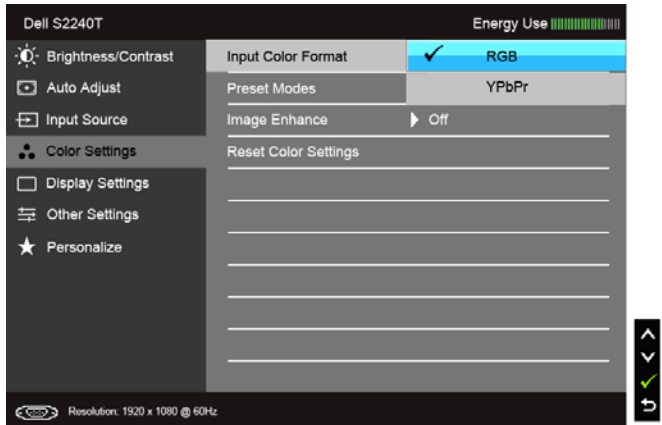 Dell S2240T
Energy Use
Brightness/Contrast
Auto Adjust
Input Source
Color Settings
Display Settings
Other Settings
Personalize
Input Color Format
RGB
Preset Modes
YPbPr
Image Enhance
Off
Reset Color Settings
Resolution: 1920 x 1080 @ 60Hz